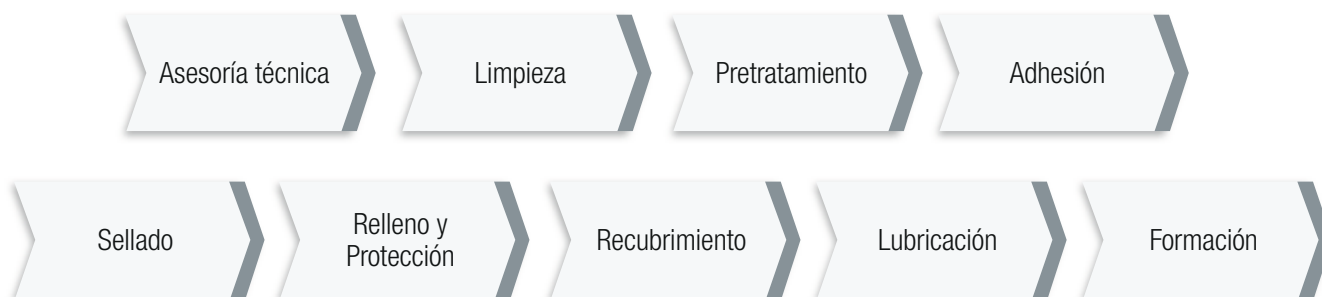 Asesoría técnica
Limpieza
Pretratamiento
Adhesión
Sellado
Relleno y
Protección
Recubrimiento
Lubricación
Formación